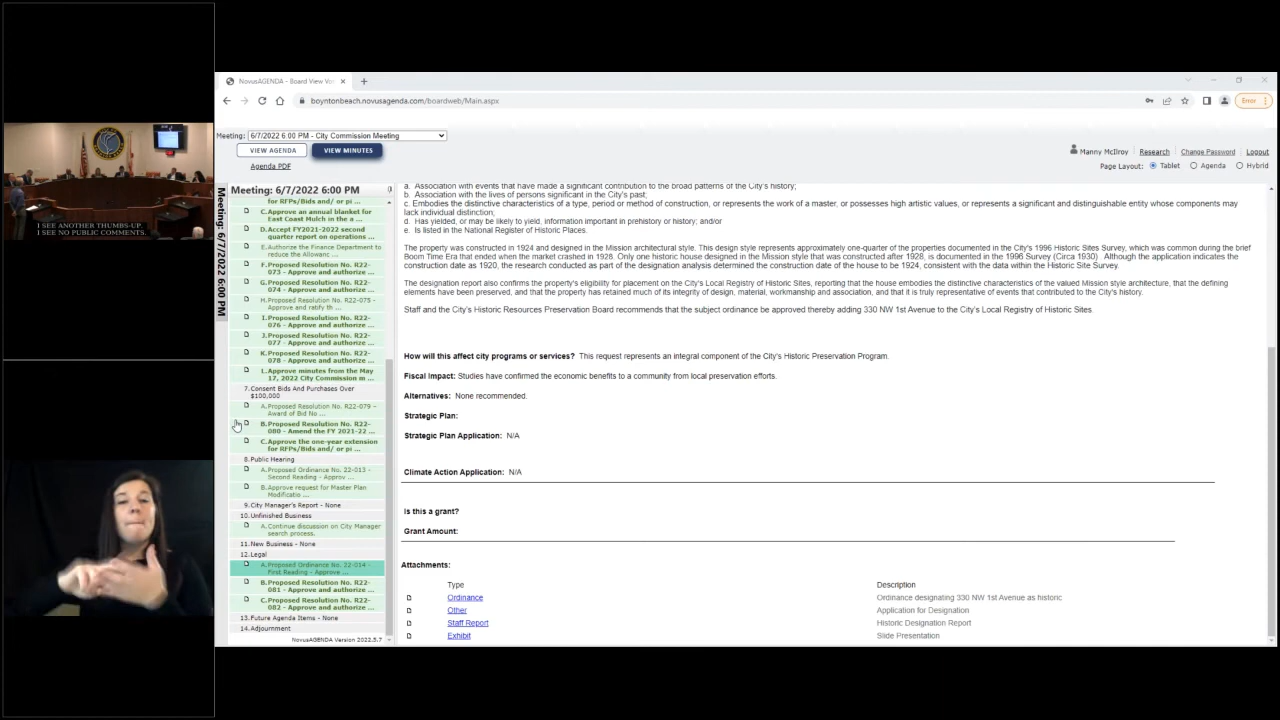 I SEE ANOTHER THUMBS-UP,
I SEE NO PUBLIC COMMENTS.
NovusAGENDA - Board View Ver
boyntonbeach.novusagenda.com/boardweb/Main.aspx
Error
Meeting: 6/7/2022 6:00 PM - City Commission Meeting
VIEW AGENDA
VIEW MINUTES
Agenda PDF
Manny McIlroy Research Change Password Logout
Page Layout: Tablet Agenda Hybrid
Meeting: 6/7/2022 6:00 PM
Meeting: 6/7/2022 6:00 PM
for RFPs/Bids and/ or pi ...
C.Approve an annual blanket for
East Coast Mulch in the a ...
D.Accept FY2021-2022 second
quarter report on operations ...
E.Authorize the Finance Department to
reduce the Allowanc ...
F.Proposed Resolution No. R22-
073 - Approve and authorize ...
G.Proposed Resolution No. R22-
074 - Approve and authorize ...
H.Proposed Resolution No. R22-075 -
Approve and ratify th ...
I.Proposed Resolution No. R22-
076 - Approve and authorize ...
J.Proposed Resolution No. R22-
077 - Approve and authorize ...
K.Proposed Resolution No. R22-
078 - Approve and authorize ...
L.Approve minutes from the May
17, 2022 City Commission m ...
7.Consent Bids And Purchases Over
$100,000
A.Proposed Resolution No. R22-079 -
Award of Bid No ...
B.Proposed Resolution No. R22-
080 - Amend the FY 2021-22 ...
C.Approve the one-year extension
for RFPs/Bids and/ or pi ...
8.Public Hearing
A.Proposed Ordinance No. 22-013 -
Second Reading - Approv ...
B.Approve request for Master Plan
Modificatio ...
9.City Manager's Report - None
10.Unfinished Business
A.Continue discussion on City Manager
search process.
11.New Business - None
12.Legal
A.Proposed Ordinance No. 22-014 -
First Reading - Approve ...
B.Proposed Resolution No. R22-
081 - Approve and authorize ...
C.Proposed Resolution No. R22-
082 - Approve and authorize ...
13.Future Agenda Items - None
14.Adjournment
NovusAGENDA Version 2022.5.7
a. Association with events that have made a significant contribution to the broad patterns of the City's history;
b. Association with the lives of persons significant in the City's past;
c. Embodies the distinctive characteristics of a type, period or method of construction, or represents the work of a master, or possesses high artistic values, or represents a significant and distinguishable entity whose components may
lack individual distinction;
d. Has yielded, or may be likely to yield, information important in prehistory or history; and/or
e. Is listed in the National Register of Historic Places.
The property was constructed in 1924 and designed in the Mission architectural style. This design style represents approximately one-quarter of the properties documented in the City's 1996 Historic Sites Survey, which was common during the brief
Boom Time Era that ended when the market crashed in 1928. Only one historic house designed in the Mission style that was constructed after 1928, is documented in the 1996 Survey (Circa 1930). Although the application indicates the
construction date as 1920, the research conducted as part of the designation analysis determined the construction date of the house to be 1924, consistent with the data within the Historic Site Survey.
The designation report also confirms the property's eligibility for placement on the City's Local Registry of Historic Sites, reporting that the house embodies the distinctive characteristics of the valued Mission style architecture, that the defining
elements have been preserved, and that the property has retained much of its integrity of design, material, workmanship and association, and that it is truly representative of events that contributed to the City's history.
Staff and the City's Historic Resources Preservation Board recommends that the subject ordinance be approved thereby adding 330 NW 1st Avenue to the City's Local Registry of Historic Sites.
How will this affect city programs or services? This request represents an integral component of the City's Historic Preservation Program.
Fiscal Impact: Studies have confirmed the economic benefits to a community from local preservation efforts.
Alternatives: None recommended.
Strategic Plan:
Strategic Plan Application: N/A
Climate Action Application: N/A
Is this a grant?
Grant Amount:
Attachments:
Type Description
Ordinance Ordinance designating 330 NW 1st Avenue as historic
Other Application for Designation
Staff Report Historic Designation Report
Exhibit Slide Presentation